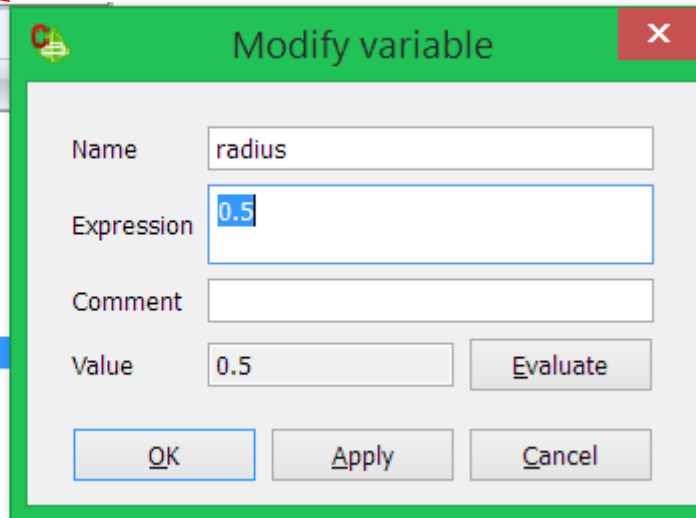 Modify variable
Name radius
Expression 0.5
Comment
Value 0.5 Evaluate
OK Apply Cancel